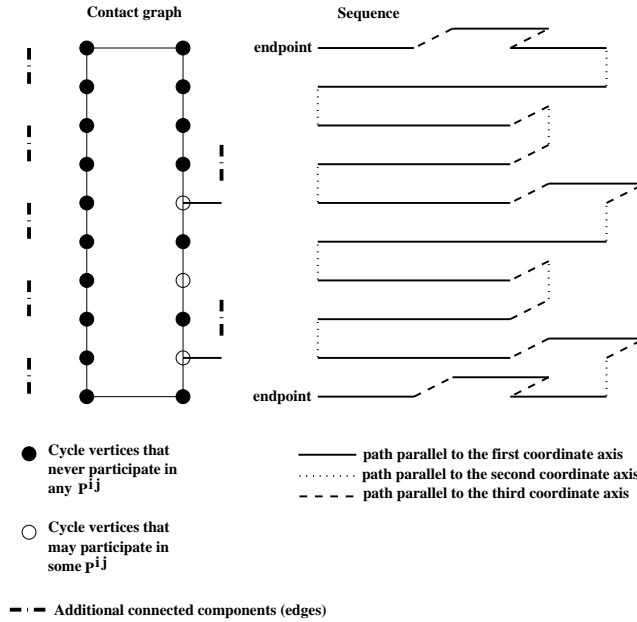 Contact graph
Sequence
endpoint
endpoint
Cycle vertices that
never participate in
any P^ij
Cycle vertices that
may participate in
some P^ij
Additional connected components (edges)
path parallel to the first coordinate axis
path parallel to the second coordinate axis
path parallel to the third coordinate axis